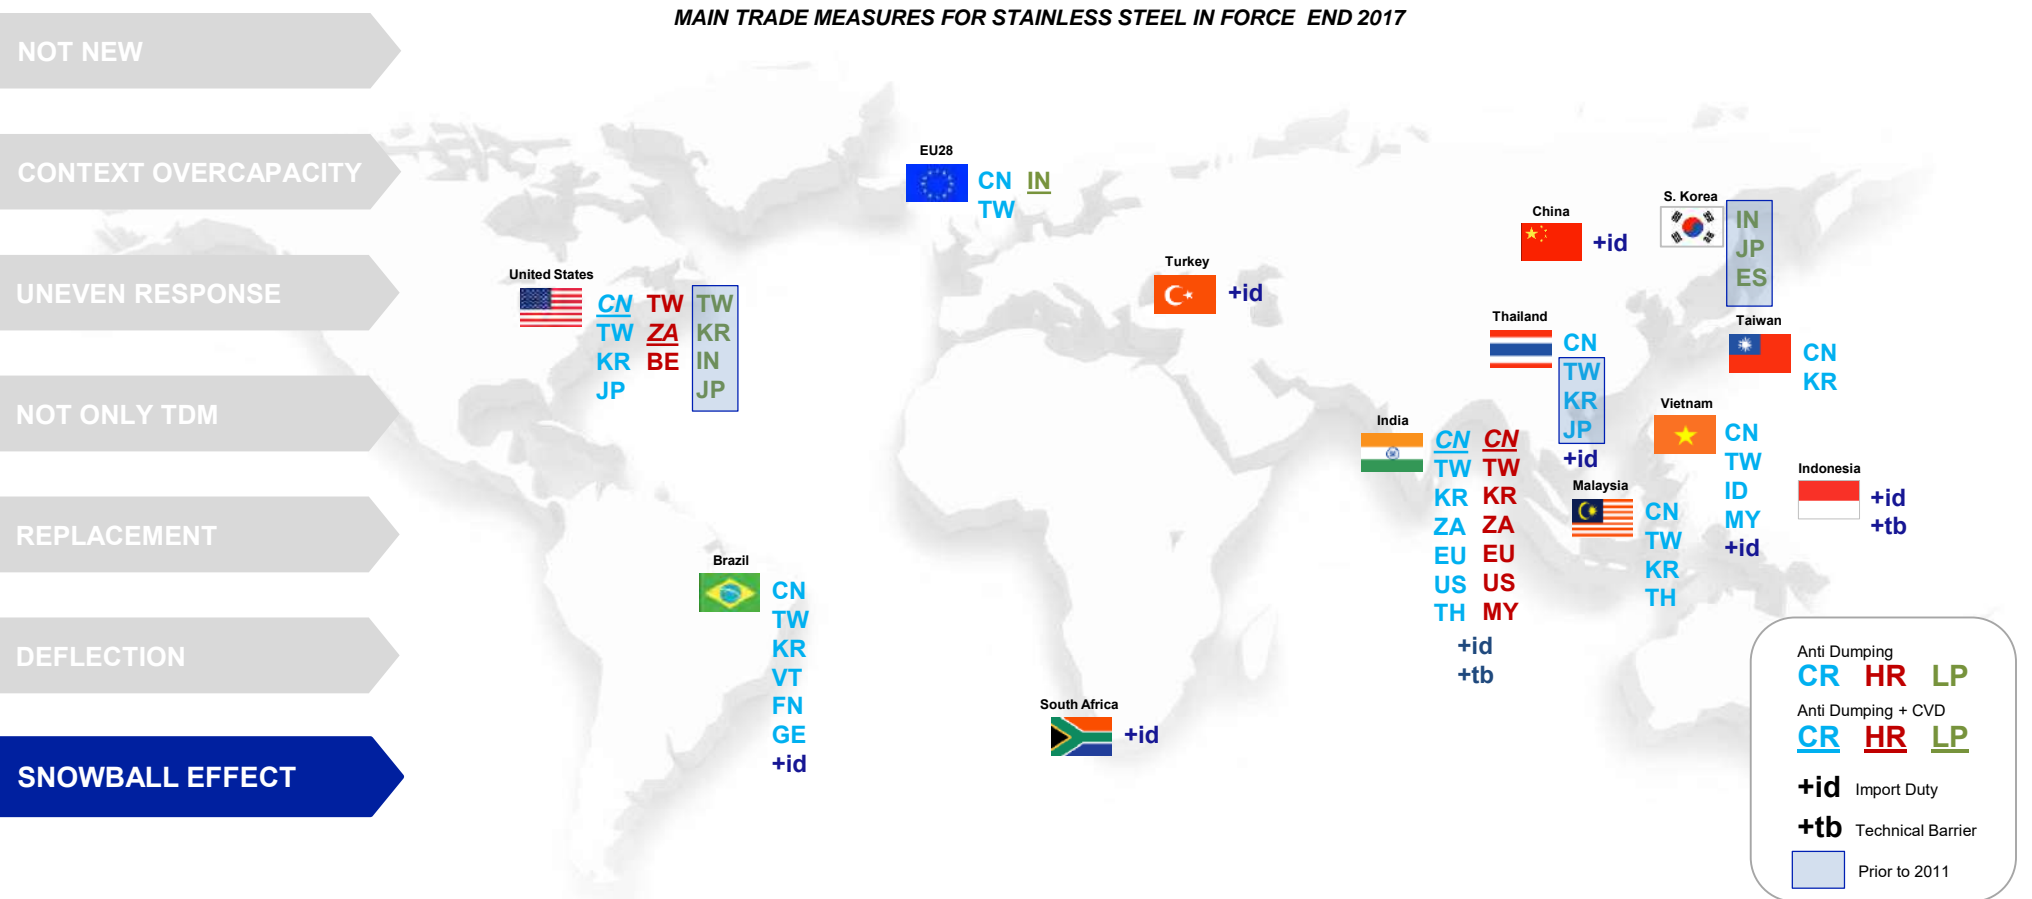 MAIN TRADE MEASURES FOR STAINLESS STEEL IN FORCE END 2017
NOT NEW
CONTEXT OVERCAPACITY
UNEVEN RESPONSE
NOT ONLY TDM
REPLACEMENT
DEFLECTION
SNOWBALL EFFECT
United States
CN TW TW
TW ZA KR
KR BE IN
JP JP
Brazil
CN
TW
KR
VT
FN
GE
+id
EU28
CN IN
TW
Turkey
+id
South Africa
+id
China
+id
S. Korea
IN
JP
ES
Thailand
CN
TW
KR
JP
+id
Taiwan
CN
KR
India
CN CN
TW TW
KR KR
ZA ZA
EU EU
US US
TH MY
+id
+tb
Vietnam
CN
TW
ID
MY
+id
Malaysia
CN
TW
KR
TH
Indonesia
+id
+tb
Anti Dumping
CR HR LP
Anti Dumping + CVD
CR HR LP
+id Import Duty
+tb Technical Barrier
Prior to 2011